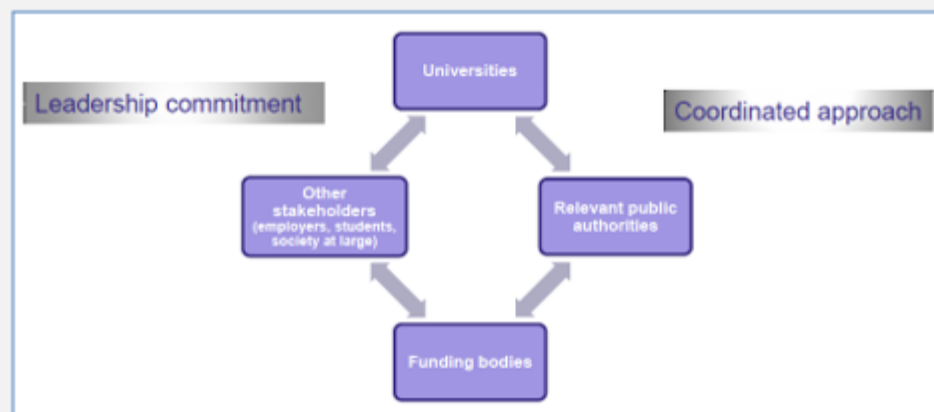 Universities
Leadership commitment
Coordinated approach
Other
stakeholders
(employers, students,
society at large)
Relevant public
authorities
Funding bodies